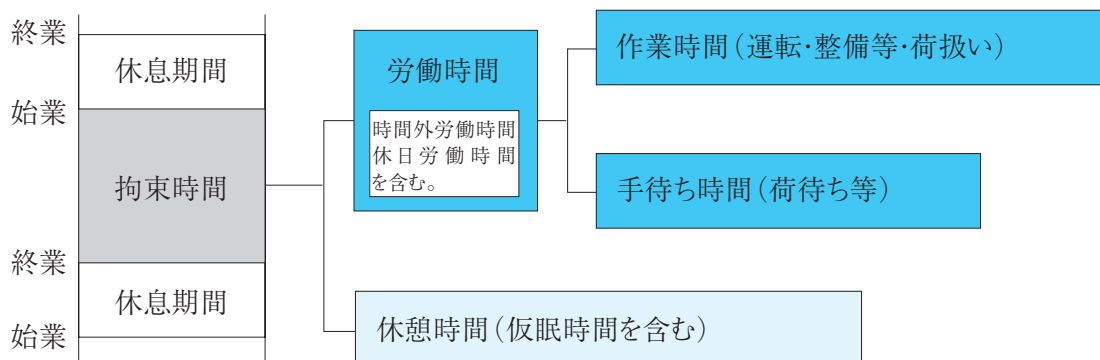 終業
休息期間
始業
拘束時間
終業
休息期間
始業
労働時間
時間外労働時間
休日労働時間
を含む。
作業時間(運転・整備等・荷扱い)
手待ち時間(荷待ち等)
休憩時間(仮眠時間を含む)